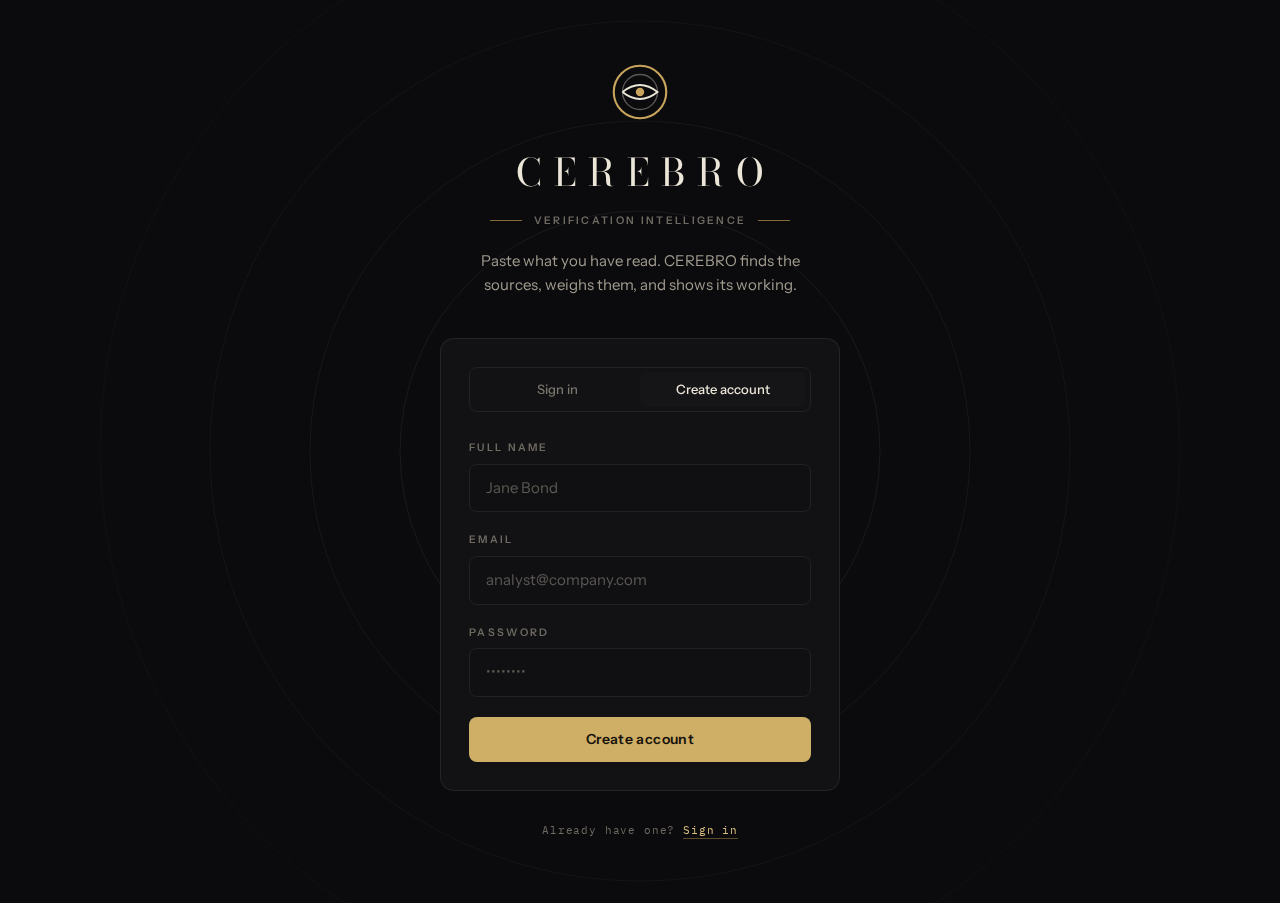 CEREBRO
VERIFICATION INTELLIGENCE
Paste what you have read. CEREBRO finds the
sources, weighs them, and shows its working.
Sign in
Create account
FULL NAME
Jane Bond
EMAIL
analyst@company.com
PASSWORD
••••••••
Create account
Already have one? Sign in